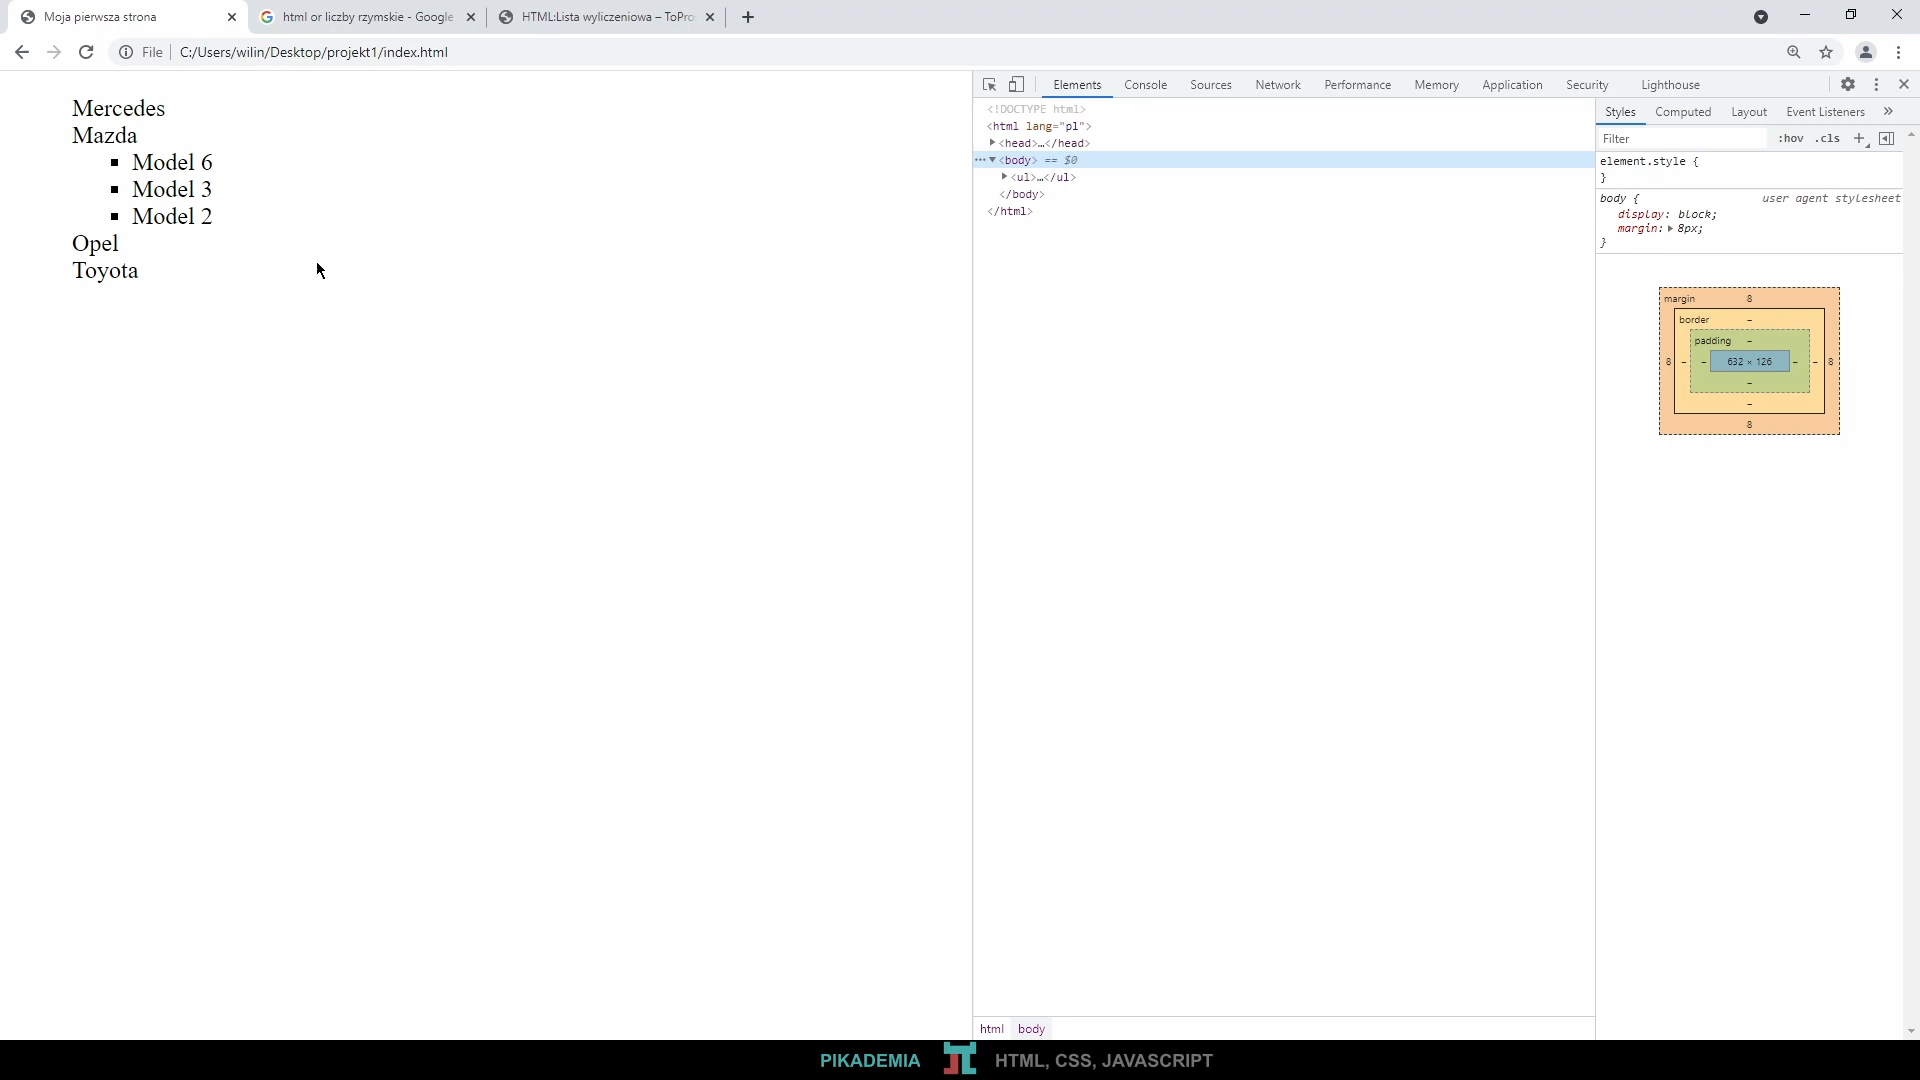 Moja pierwsza strona
html or liczby rzymskie - Google
HTML:Lista wyliczeniowa – ToPro
File
C:/Users/wilin/Desktop/projekt1/index.html
Mercedes
Mazda
Model 6
Model 3
Model 2
Opel
Toyota
Elements Console Sources Network Performance Memory Application Security Lighthouse
<!DOCTYPE html>
<html lang="pl">
<head>…</head>
<body> == $0
<ul>…</ul>
</body>
</html>
Styles Computed Layout Event Listeners »
Filter :hov .cls +
element.style {
}
body { user agent stylesheet
display: block;
margin: 8px;
}
margin 8
border –
padding –
8 – – 632 × 126 – – 8
–
–
8
html body
PIKADEMIA HTML, CSS, JAVASCRIPT